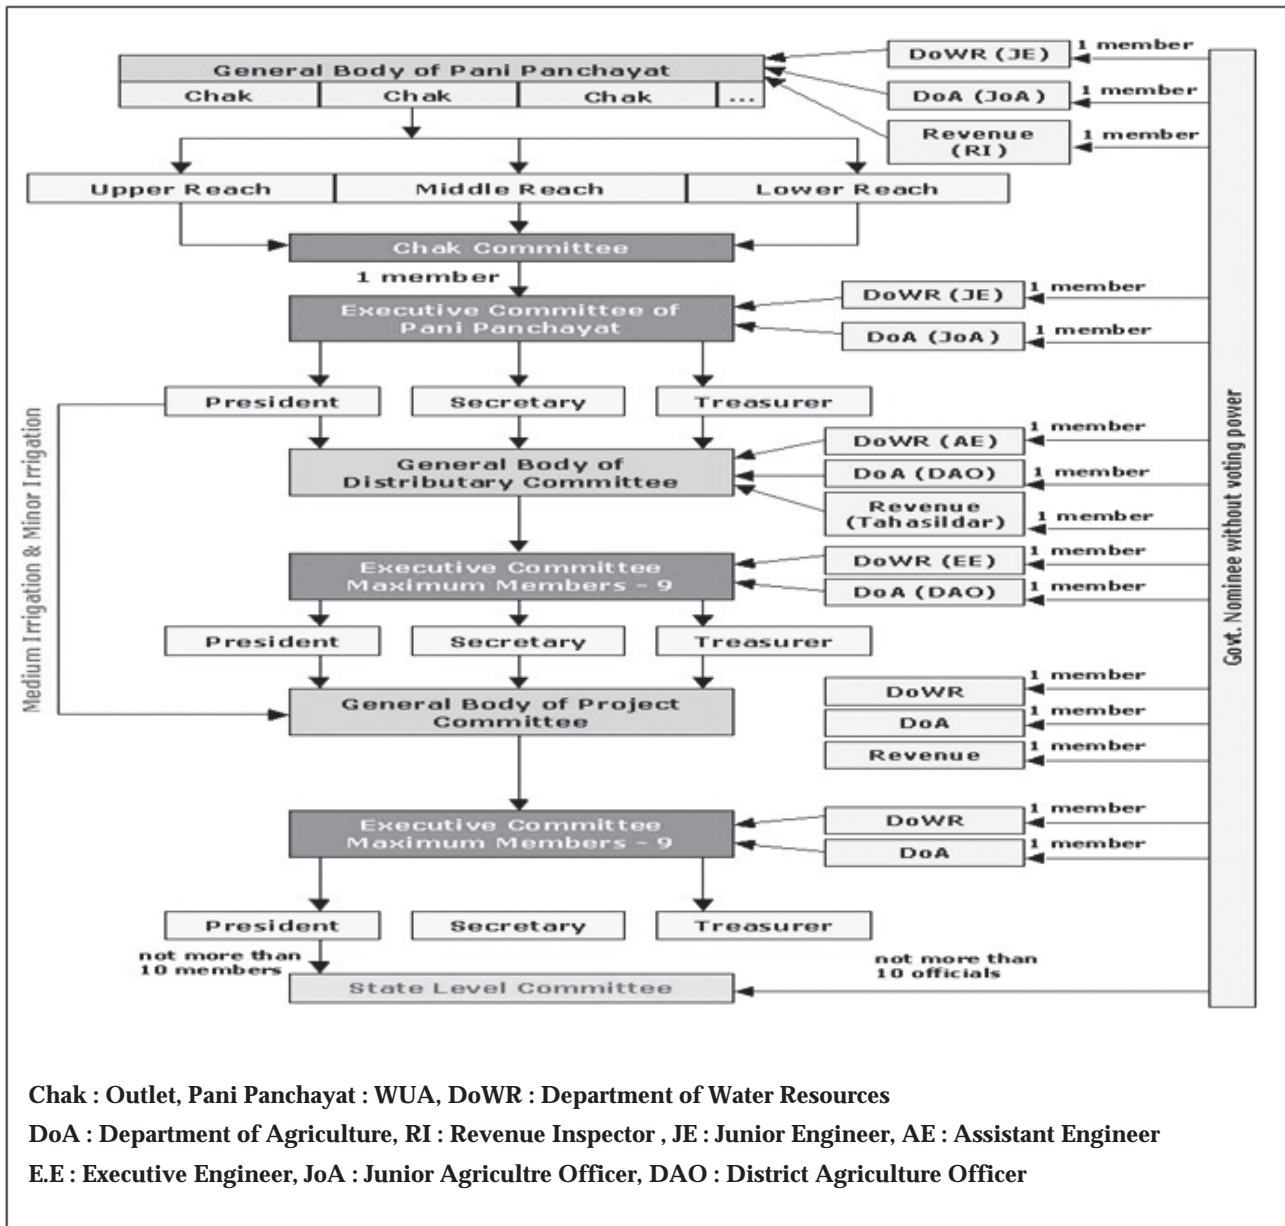 General Body of Pani Panchayat
Chak Chak Chak ...
DoWR (JE)
1 member
DoA (JoA)
1 member
Revenue
(RI)
1 member
Upper Reach Middle Reach Lower Reach
Chak Committee
1 member
Executive Committee of
Pani Panchayat
DoWR (JE)
1 member
DoA (JoA)
1 member
President Secretary Treasurer
General Body of
Distributary Committee
DoWR (AE)
1 member
DoA (DAO)
1 member
Revenue
(Tahasildar)
1 member
Executive Committee
Maximum Members - 9
DoWR (EE)
1 member
DoA (DAO)
1 member
President Secretary Treasurer
General Body of Project
Committee
DoWR
1 member
DoA
1 member
Revenue
1 member
Executive Committee
Maximum Members - 9
DoWR
1 member
DoA
1 member
President Secretary Treasurer
not more than
10 members
State Level Committee
not more than
10 officials
Medium Irrigation & Minor Irrigation
Govt. Nominee without voting power
Chak : Outlet, Pani Panchayat : WUA, DoWR : Department of Water Resources
DoA : Department of Agriculture, RI : Revenue Inspector , JE : Junior Engineer, AE : Assistant Engineer
E.E : Executive Engineer, JoA : Junior Agricultre Officer, DAO : District Agriculture Officer